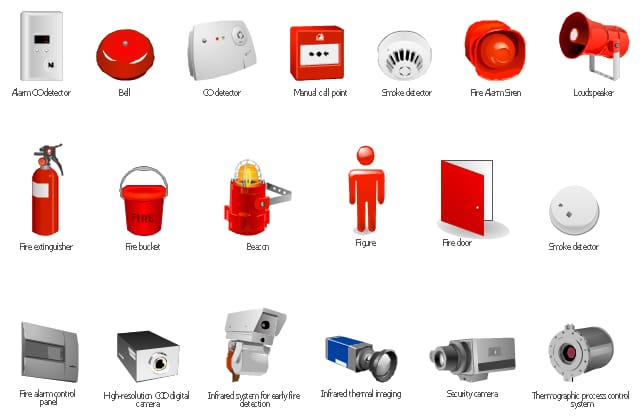 Alarm CO detector
Bell
CO detector
Manual call point
Smoke detector
Fire Alarm Siren
Loudspeaker
FIRE
Fire extinguisher
Fire bucket
Beacon
Figure
Fire door
Smoke detector
Fire alarm control
panel
High-resolution CCD digital
camera
Infrared system for early fire
detection
Infrared thermal imaging
Security camera
Thermographic process control
system